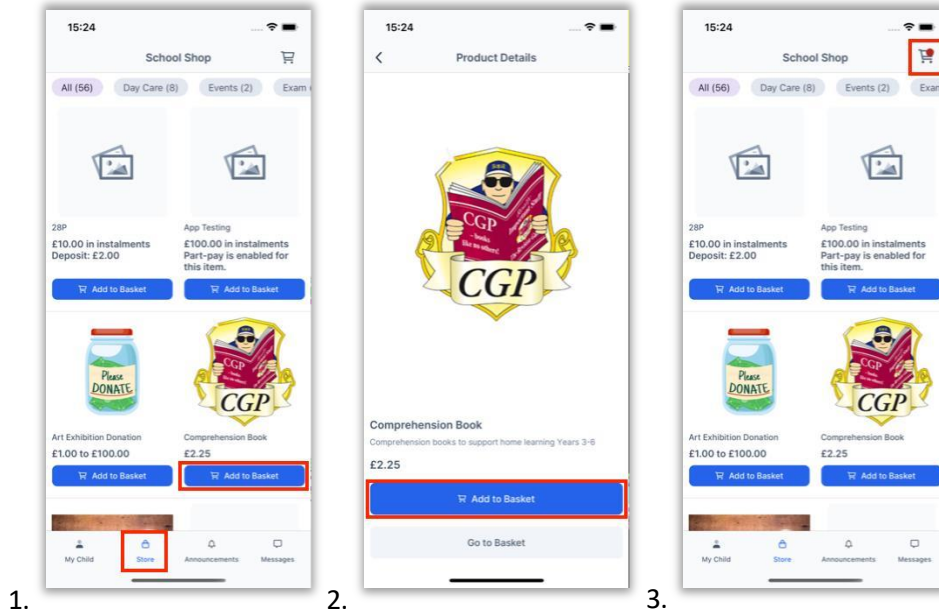 15:24
School Shop
All (56) Day Care (8) Events (2) Exam
28P
£10.00 in instalments
Deposit: £2.00
Add to Basket
App Testing
£100.00 in instalments
Part-pay is enabled for
this item.
Add to Basket
Please
DONATE
Art Exhibition Donation
£1.00 to £100.00
Add to Basket
CGP
CGP
Comprehension Book
£2.25
Add to Basket
My Child Store Announcements Messages
1.
15:24
Product Details
CGP
– books
like no others!
CGP
Comprehension Book
Comprehension books to support home learning Years 3-6
£2.25
Add to Basket
Go to Basket
2.
15:24
School Shop
All (56) Day Care (8) Events (2) Exam
28P
£10.00 in instalments
Deposit: £2.00
Add to Basket
App Testing
£100.00 in instalments
Part-pay is enabled for
this item.
Add to Basket
Please
DONATE
Art Exhibition Donation
£1.00 to £100.00
Add to Basket
CGP
CGP
Comprehension Book
£2.25
Add to Basket
My Child Store Announcements Messages
3.